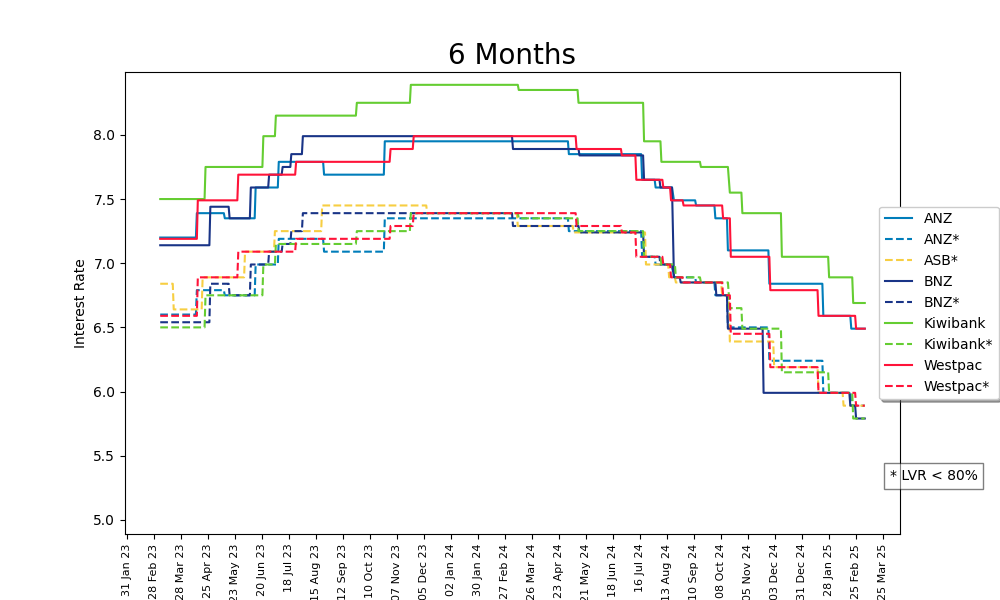 6 Months
Interest Rate
8.0
7.5
7.0
6.5
6.0
5.5
5.0
31 Jan 23
28 Feb 23
28 Mar 23
25 Apr 23
23 May 23
20 Jun 23
18 Jul 23
15 Aug 23
12 Sep 23
10 Oct 23
07 Nov 23
05 Dec 23
02 Jan 24
30 Jan 24
27 Feb 24
26 Mar 24
23 Apr 24
21 May 24
18 Jun 24
16 Jul 24
13 Aug 24
10 Sep 24
08 Oct 24
05 Nov 24
03 Dec 24
31 Dec 24
28 Jan 25
25 Feb 25
25 Mar 25
ANZ
ANZ*
ASB*
BNZ
BNZ*
Kiwibank
Kiwibank*
Westpac
Westpac*
* LVR < 80%